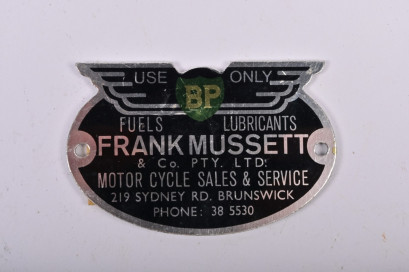 USE BP ONLY
FUELS LUBRICANTS
FRANK MUSSETT
& Co. PTY. LTD.
MOTOR CYCLE SALES & SERVICE
219 SYDNEY RD. BRUNSWICK
PHONE: 38 5530